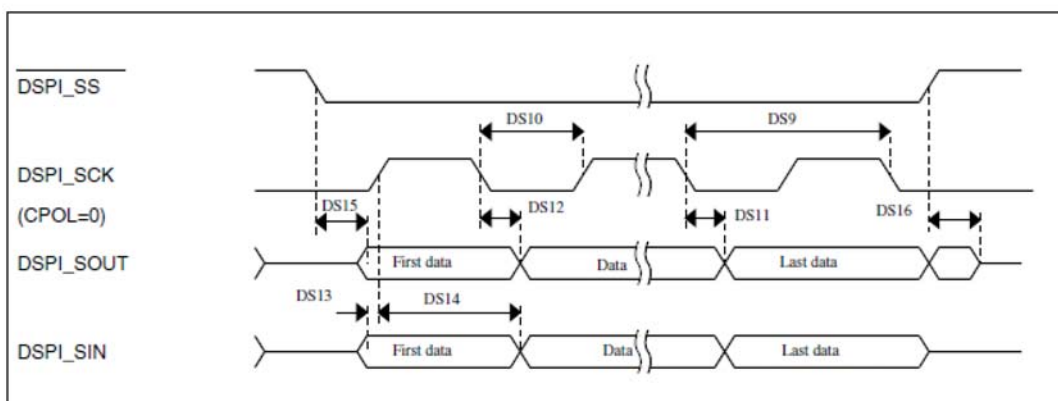 DSPI_SS
DS10
DS9
DSPI_SCK
(CPOL=0)
DS15
DS12
DS11
DS16
DSPI_SOUT
First data
Data
Last data
DS13
DS14
DSPI_SIN
First data
Data
Last data